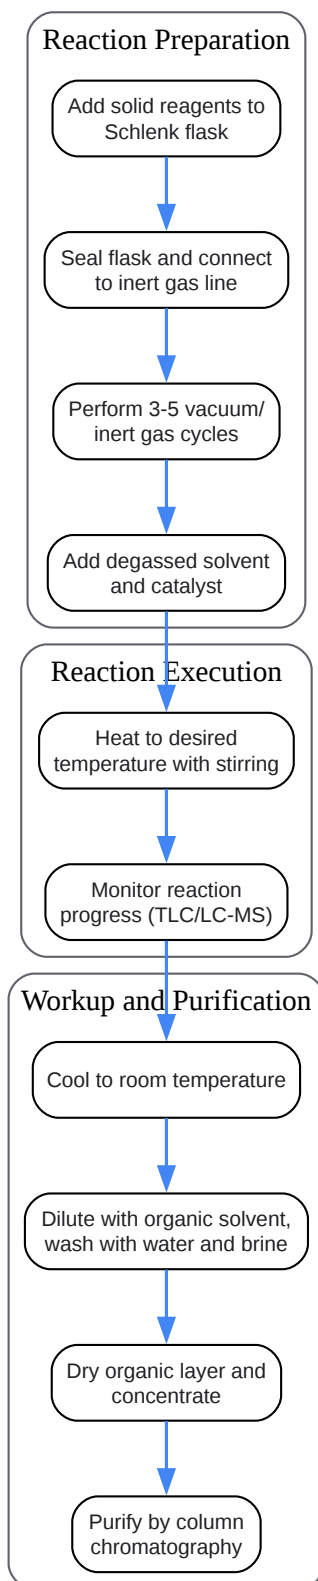 Reaction Preparation
Add solid reagents to
Schlenk flask
Seal flask and connect
to inert gas line
Perform 3-5 vacuum/
inert gas cycles
Add degassed solvent
and catalyst
Reaction Execution
Heat to desired
temperature with stirring
Monitor reaction
progress (TLC/LC-MS)
Workup and Purification
Cool to room temperature
Dilute with organic solvent,
wash with water and brine
Dry organic layer and
concentrate
Purify by column
chromatography